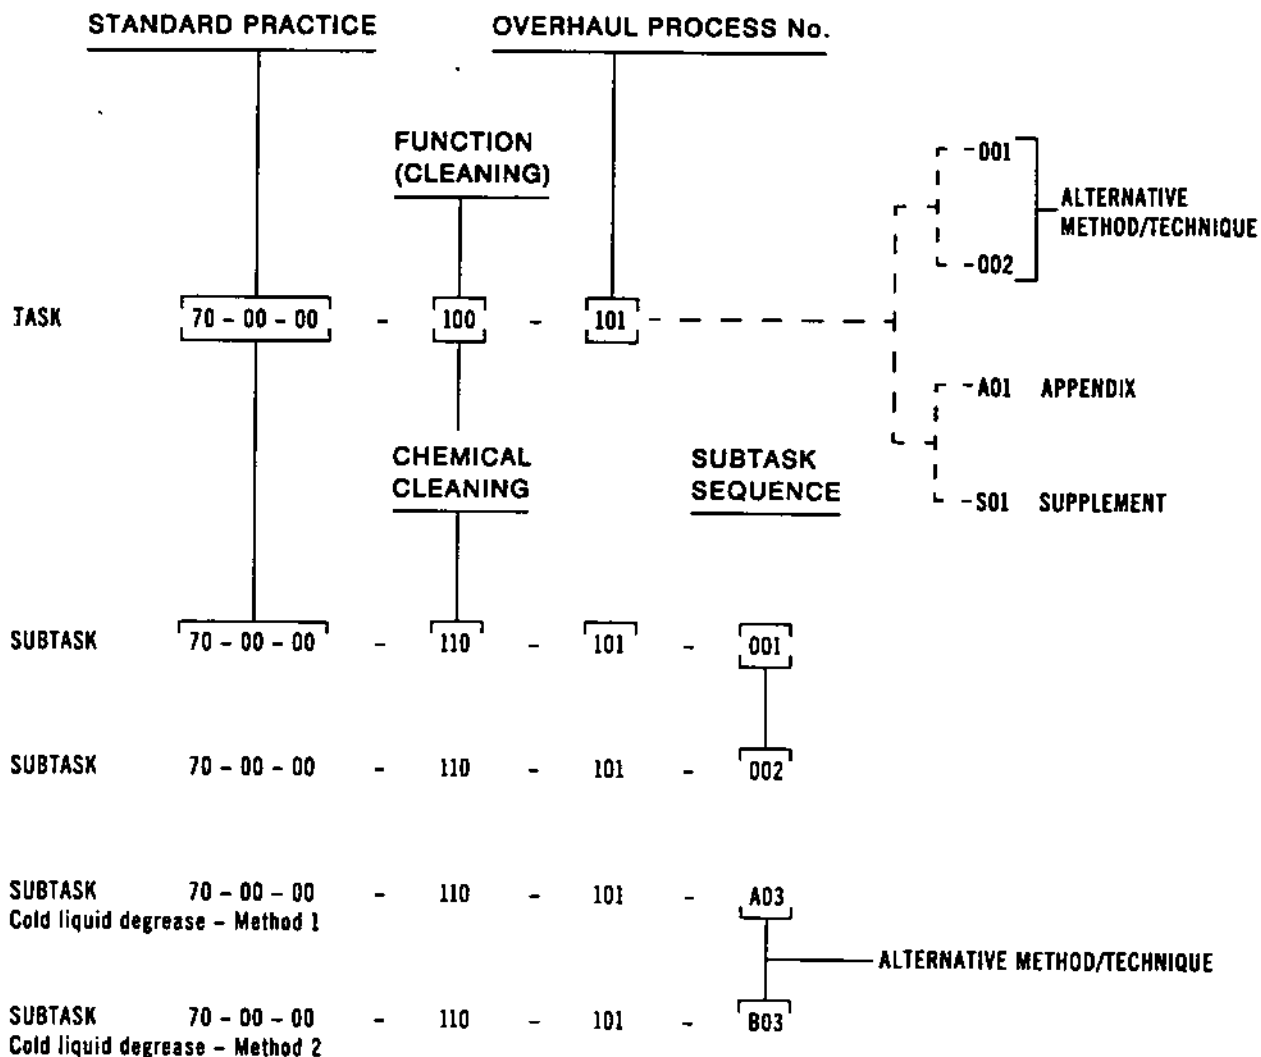 STANDARD PRACTICE
OVERHAUL PROCESS No.
FUNCTION
(CLEANING)
-001
ALTERNATIVE
METHOD/TECHNIQUE
-002
TASK 70-00-00 - 100 - 101
-A01 APPENDIX
CHEMICAL
CLEANING
SUBTASK
SEQUENCE
-S01 SUPPLEMENT
SUBTASK 70-00-00 - 110 - 101 - 001
SUBTASK 70-00-00 - 110 - 101 - 002
SUBTASK 70-00-00 - 110 - 101 - A03
Cold liquid degrease - Method 1
ALTERNATIVE METHOD/TECHNIQUE
SUBTASK 70-00-00 - 110 - 101 - B03
Cold liquid degrease - Method 2